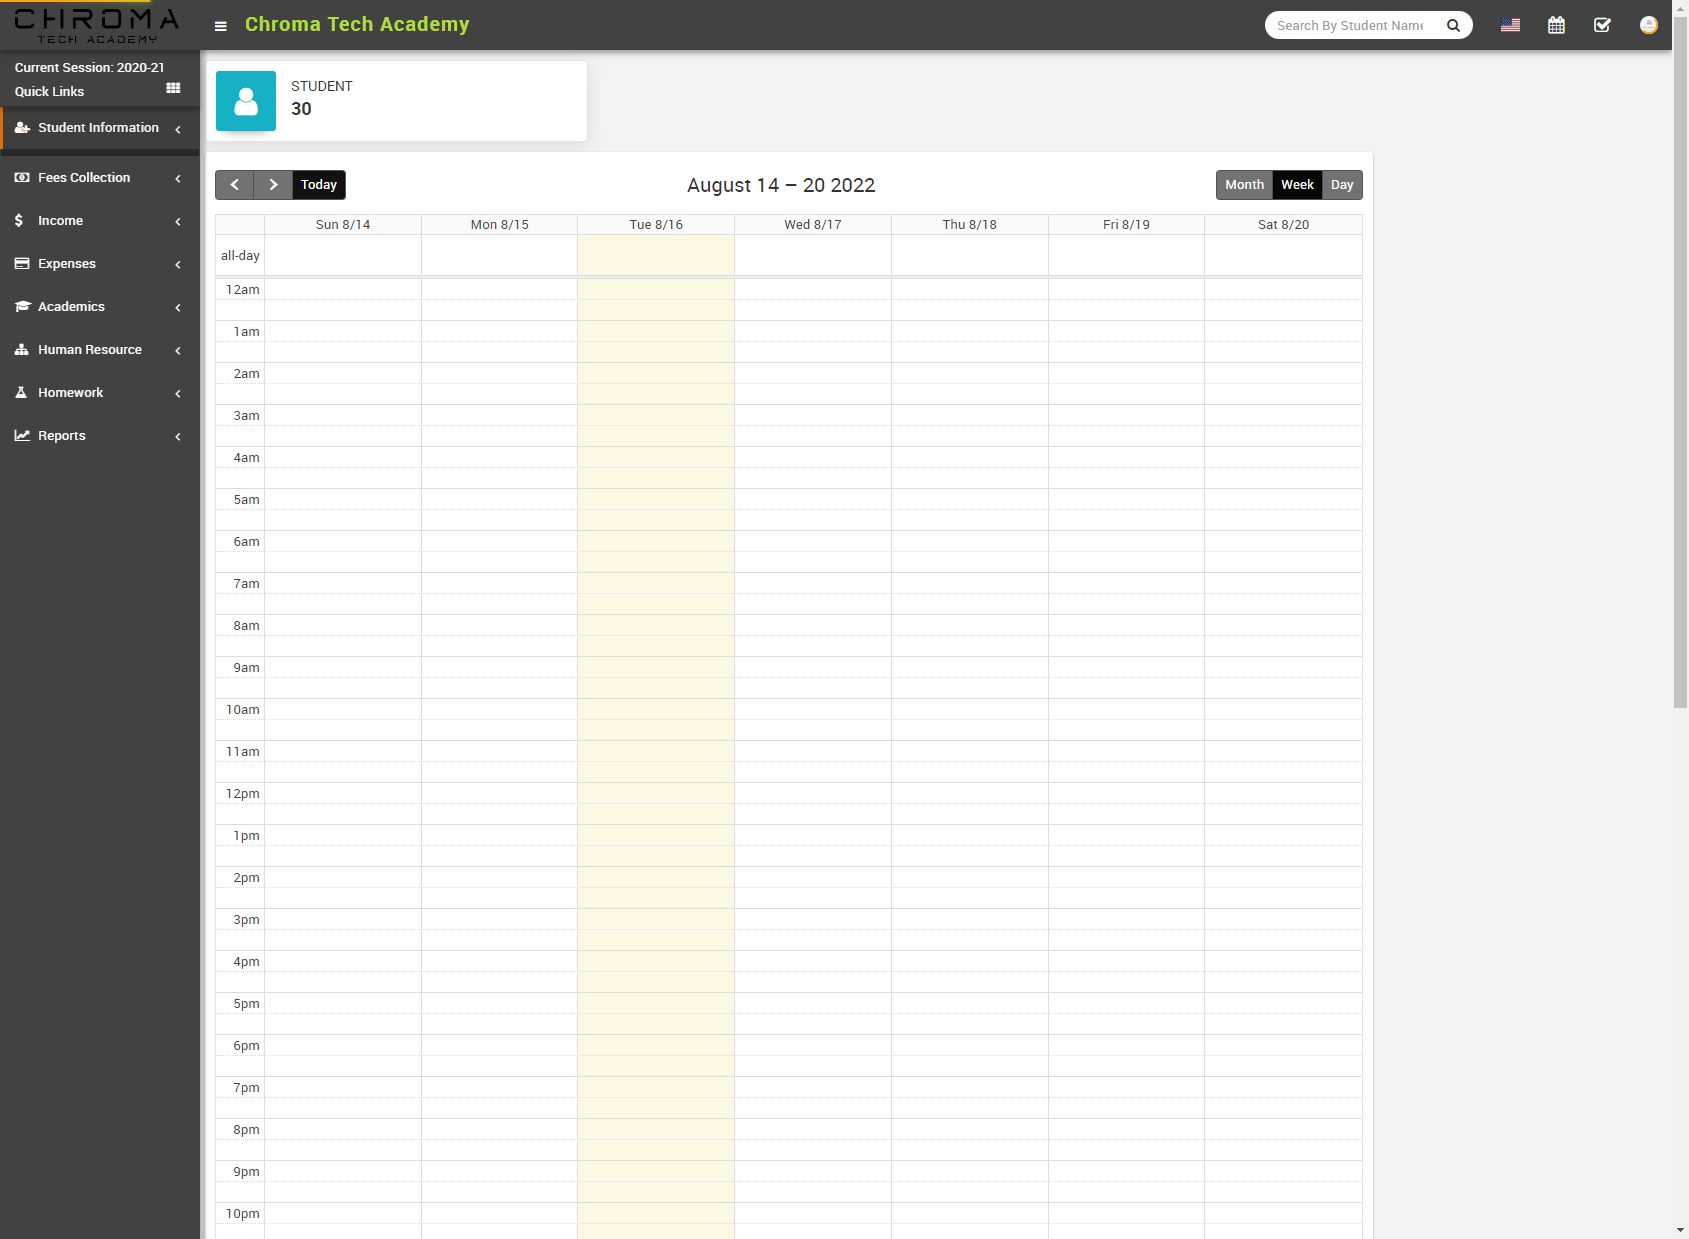 CHROMA
TECH ACADEMY
Chroma Tech Academy
Search By Student Name
Current Session: 2020-21
Quick Links
Student Information
Fees Collection
Income
Expenses
Academics
Human Resource
Homework
Reports
STUDENT
30
Today
August 14 – 20 2022
Month Week Day
Sun 8/14 Mon 8/15 Tue 8/16 Wed 8/17 Thu 8/18 Fri 8/19 Sat 8/20
all-day
12am
1am
2am
3am
4am
5am
6am
7am
8am
9am
10am
11am
12pm
1pm
2pm
3pm
4pm
5pm
6pm
7pm
8pm
9pm
10pm